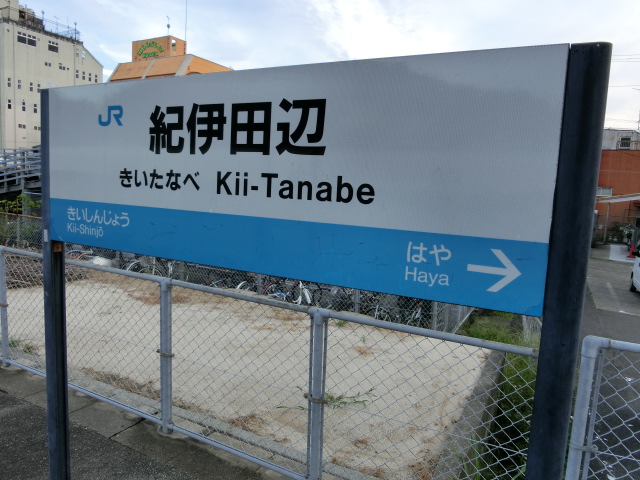 JR
紀伊田辺
きいたなべ Kii-Tanabe
きいしんじょう
Kii-Shinjō
はや
Haya